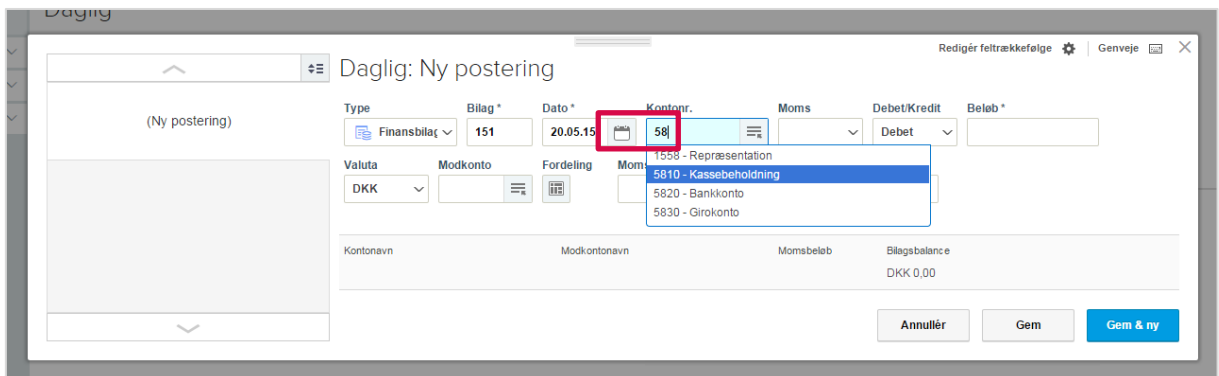 Daglig
Redigér feltrækkefølge Genveje
Daglig: Ny postering
(Ny postering)
Type Bilag * Dato * Kontonr. Moms Debet/Kredit Beløb *
Finansbilag 151 20.05.15 58 Debet
1558 - Repræsentation
Valuta Modkonto Fordeling Moms
5810 - Kassebeholdning
DKK
5820 - Bankkonto
5830 - Girokonto
Kontonavn Modkontonavn Momsbeløb Bilagsbalance
DKK 0,00
Annullér Gem Gem & ny